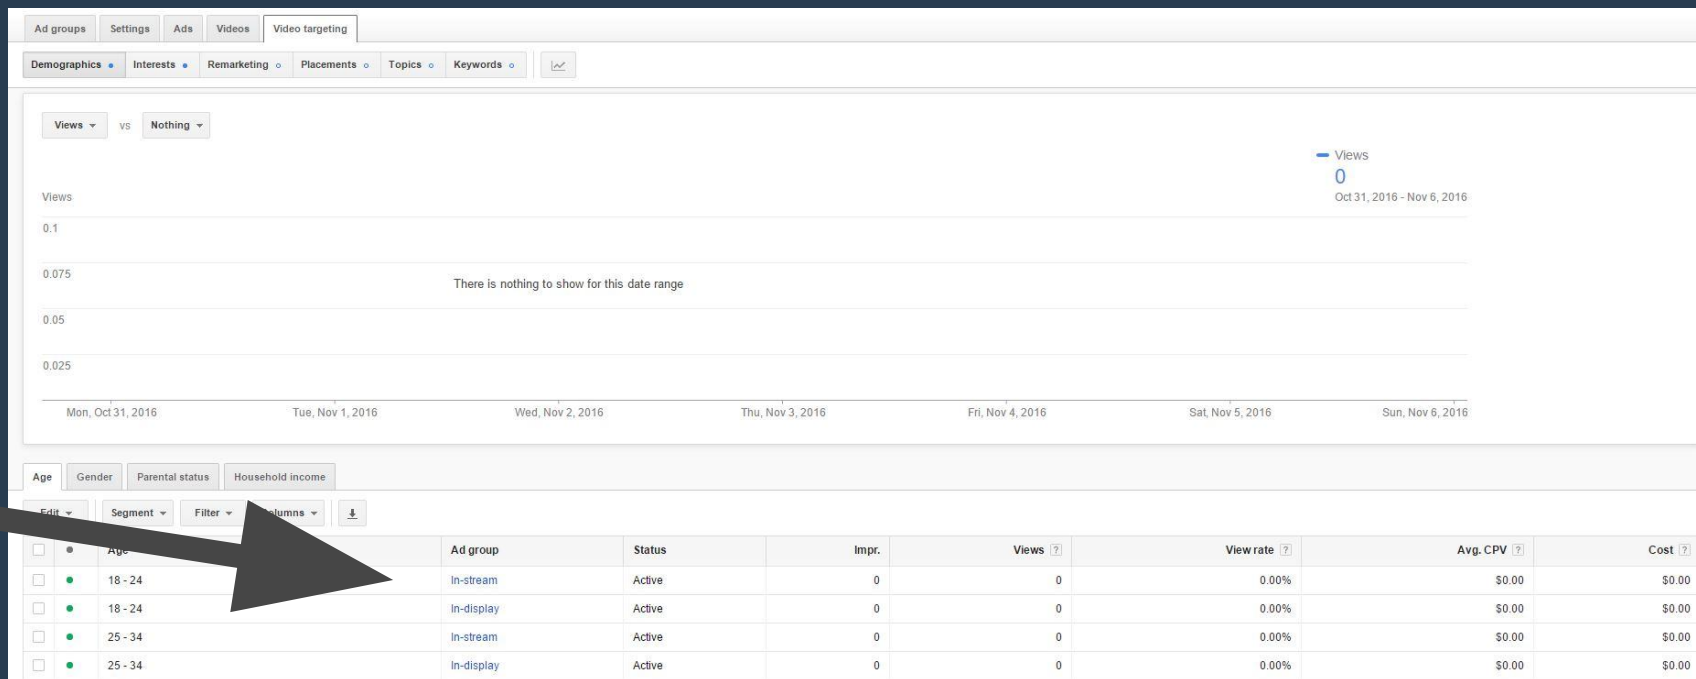 Ad groups Settings Ads Videos Video targeting
Demographics Interests Remarketing Placements Topics Keywords
Views vs Nothing
Views
0
Oct 31, 2016 - Nov 6, 2016
Views
0.1
0.075
There is nothing to show for this date range
0.05
0.025
Mon, Oct 31, 2016 Tue, Nov 1, 2016 Wed, Nov 2, 2016 Thu, Nov 3, 2016 Fri, Nov 4, 2016 Sat, Nov 5, 2016 Sun, Nov 6, 2016
Age Gender Parental status Household income
Edit Segment Filter
Age Ad group Status Impr. Views ? View rate ? Avg. CPV ? Cost ?
18 - 24 In-stream Active 0 0 0.00% $0.00 $0.00
18 - 24 In-display Active 0 0 0.00% $0.00 $0.00
25 - 34 In-stream Active 0 0 0.00% $0.00 $0.00
25 - 34 In-display Active 0 0 0.00% $0.00 $0.00